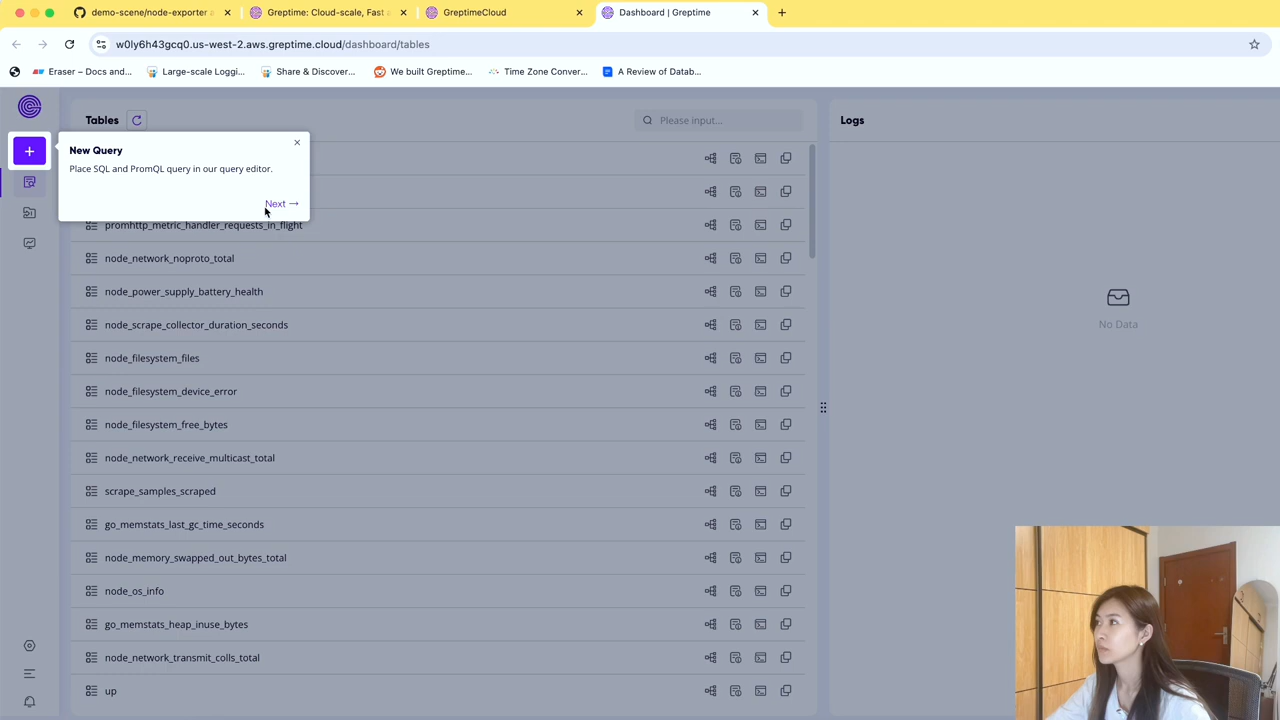 demo-scene/node-exporter a
Greptime: Cloud-scale, Fast a
GreptimeCloud
Dashboard | Greptime
w0ly6h43gcq0.us-west-2.aws.greptime.cloud/dashboard/tables
Eraser – Docs and...
Large-scale Loggi...
Share & Discover...
We built Greptime...
Time Zone Conver...
A Review of Datab...
Tables
Please input...
Logs
New Query
Place SQL and PromQL query in our query editor.
Next →
promhttp_metric_handler_requests_in_flight
node_network_noproto_total
node_power_supply_battery_health
node_scrape_collector_duration_seconds
No Data
node_filesystem_files
node_filesystem_device_error
node_filesystem_free_bytes
node_network_receive_multicast_total
scrape_samples_scraped
go_memstats_last_gc_time_seconds
node_memory_swapped_out_bytes_total
node_os_info
go_memstats_heap_inuse_bytes
node_network_transmit_colls_total
up